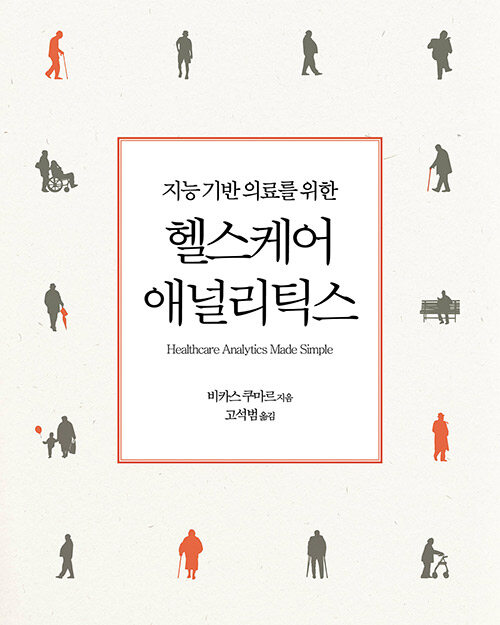 지능 기반 의료를 위한
헬스케어
애널리틱스
Healthcare Analytics Made Simple
비카스 쿠마르 지음
고석범 옮김